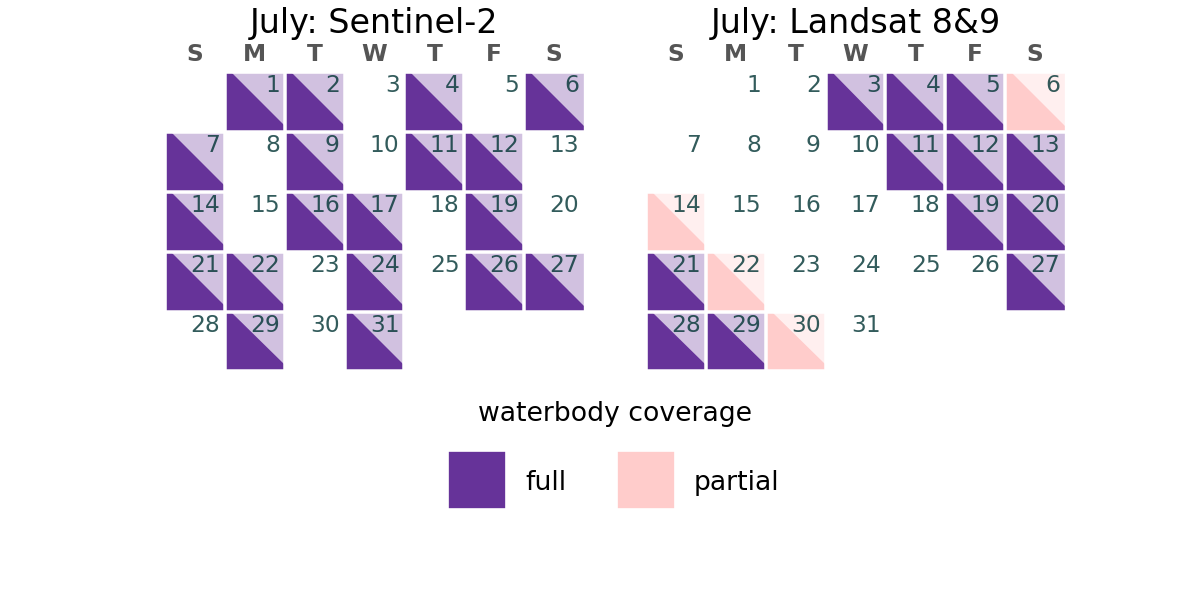 July: Sentinel-2
S M T W T F S
1 2 3 4 5 6
7 8 9 10 11 12 13
14 15 16 17 18 19 20
21 22 23 24 25 26 27
28 29 30 31
July: Landsat 8&9
S M T W T F S
1 2 3 4 5 6
7 8 9 10 11 12 13
14 15 16 17 18 19 20
21 22 23 24 25 26 27
28 29 30 31
waterbody coverage
full partial